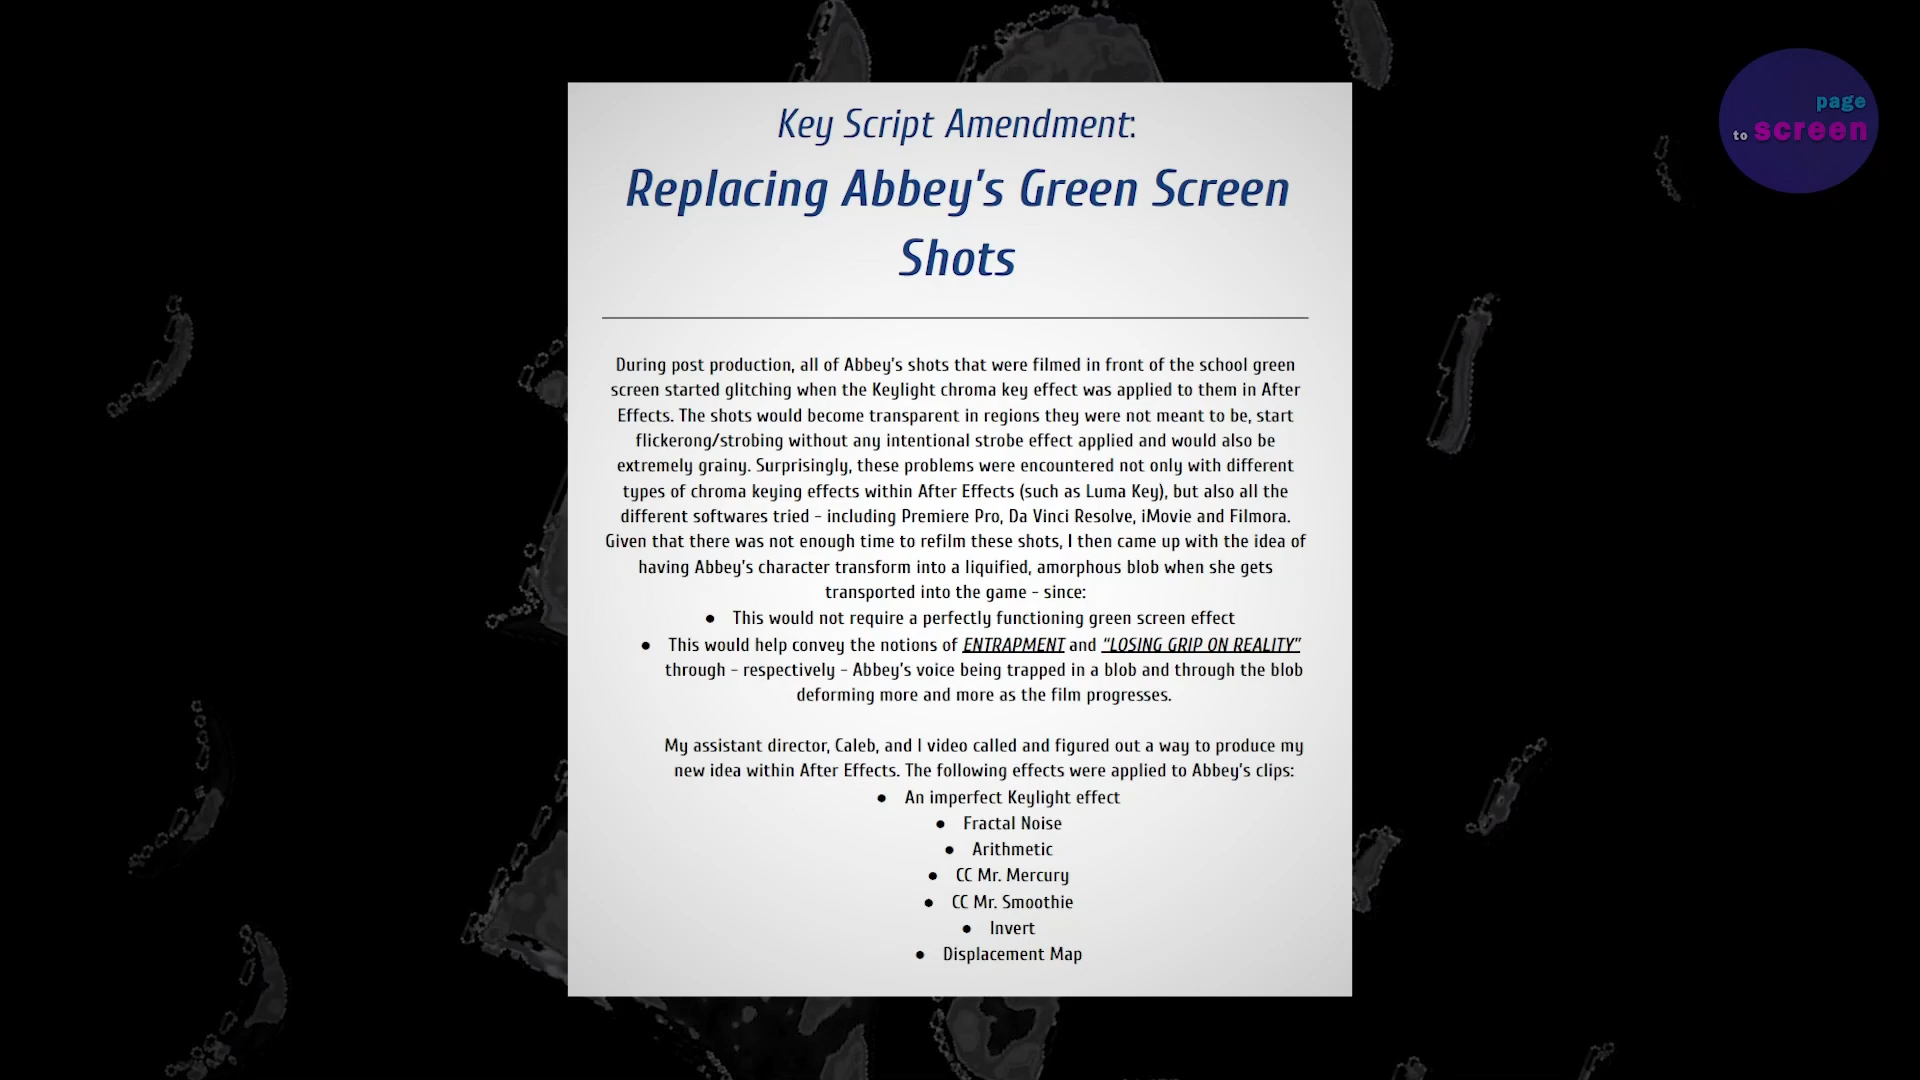 page
to screen
Key Script Amendment:
Replacing Abbey's Green Screen
Shots
During post production, all of Abbey's shots that were filmed in front of the school green
screen started glitching when the Keylight chroma key effect was applied to them in After
Effects. The shots would become transparent in regions they were not meant to be, start
flickerong/strobing without any intentional strobe effect applied and would also be
extremely grainy. Surprisingly, these problems were encountered not only with different
types of chroma keying effects within After Effects (such as Luma Key), but also all the
different softwares tried - including Premiere Pro, Da Vinci Resolve, iMovie and Filmora.
Given that there was not enough time to refilm these shots, I then came up with the idea of
having Abbey's character transform into a liquified, amorphous blob when she gets
transported into the game - since:
● This would not require a perfectly functioning green screen effect
● This would help convey the notions of ENTRAPMENT and "LOSING GRIP ON REALITY"
through - respectively - Abbey's voice being trapped in a blob and through the blob
deforming more and more as the film progresses.
My assistant director, Caleb, and I video called and figured out a way to produce my
new idea within After Effects. The following effects were applied to Abbey's clips:
● An imperfect Keylight effect
● Fractal Noise
● Arithmetic
● CC Mr. Mercury
● CC Mr. Smoothie
● Invert
● Displacement Map